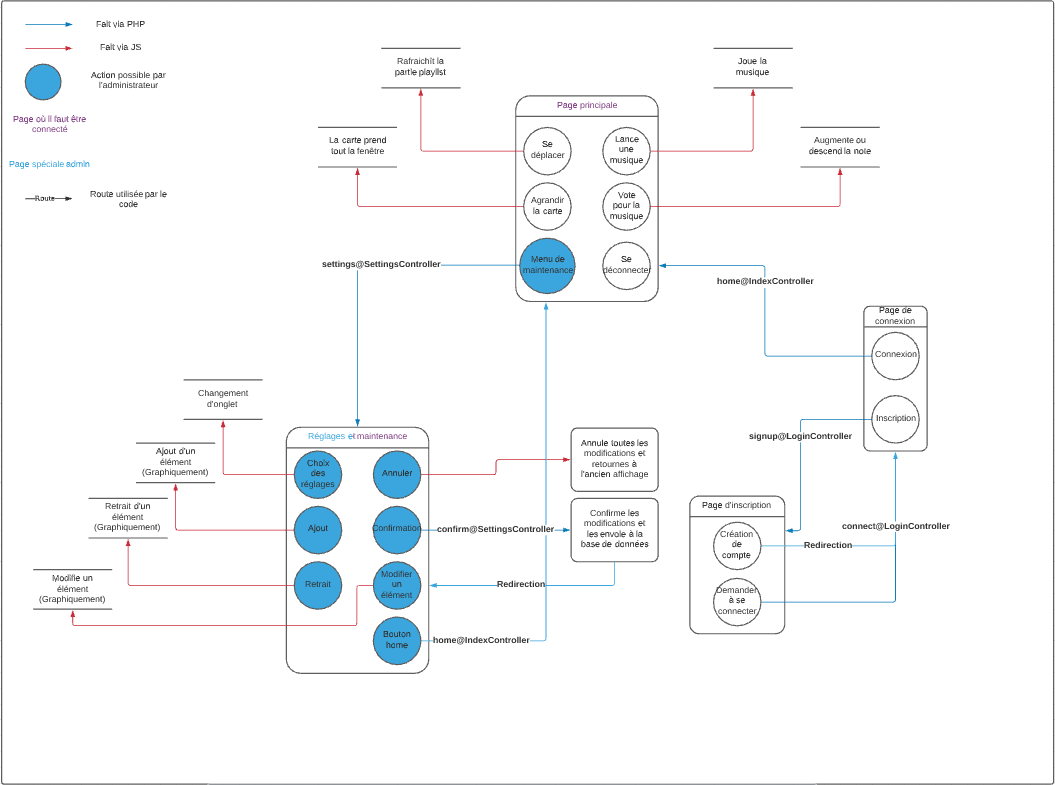 Fait via PHP
Fait via JS
Action possible par
l'administrateur
Page où il faut être
connecté
Page spéciale admin
Route
Route utilisée par le
code
Rafraichît la
partie playlist
Joue la
musique
La carte prend
tout la fenêtre
Augmente ou
descend la note
Page principale
Se
déplacer
Lance
une
musique
Agrandir
la carte
Vote
pour la
musique
Menu de
maintenance
Se
déconnecter
settings@SettingsController
home@IndexController
Page de
connexion
Connexion
Inscription
signup@LoginController
Changement
d'onglet
Ajout d'un
élément
(Graphiquement)
Retrait d'un
élément
(Graphiquement)
Modifie un
élément
(Graphiquement)
Réglages et maintenance
Choix
des
réglages
Annuler
Ajout
Confirmation
Retrait
Modifier
un
élément
Bouton
home
Annule toutes les
modifications et
retournes à
l'ancien affichage
confirm@SettingsController
Confirme les
modifications et
les envoie à la
base de données
Redirection
home@IndexController
Page d'inscription
Création
de
compte
Demander
à se
connecter
connect@LoginController
Redirection